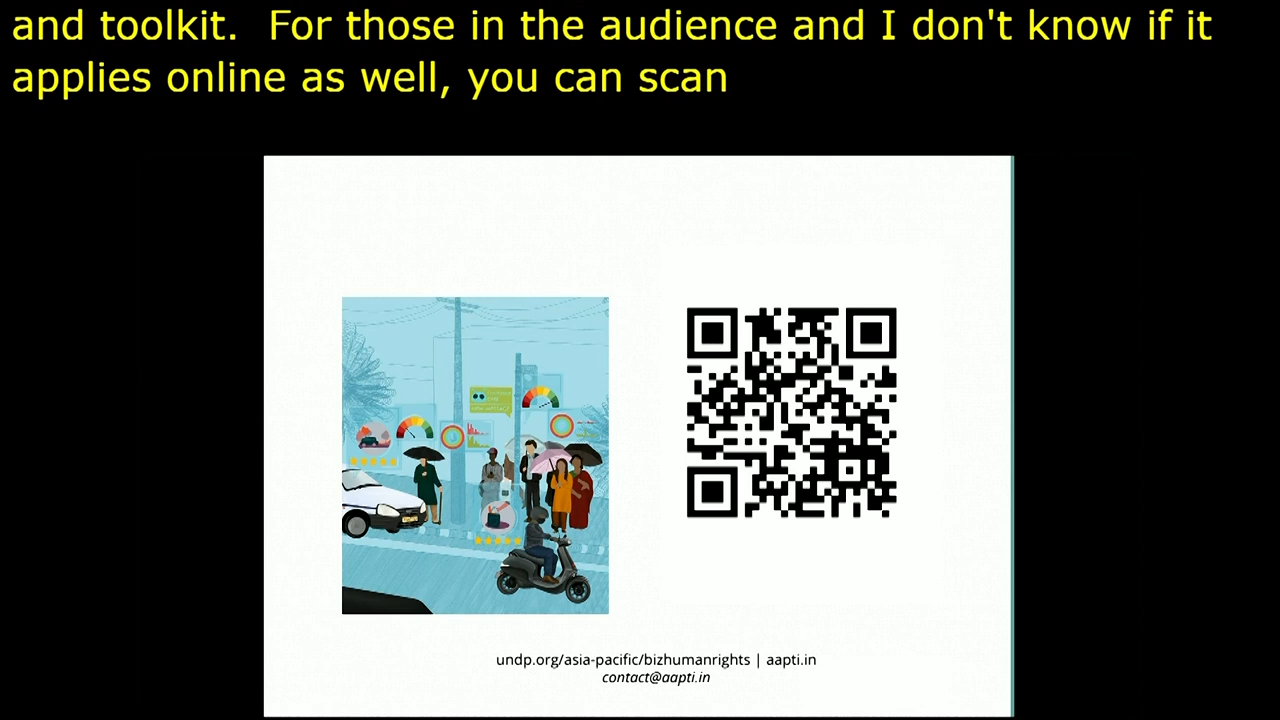 and toolkit.  For those in the audience and I don't know if it
applies online as well, you can scan
undp.org/asia-pacific/bizhumanrights | aapti.in
contact@aapti.in